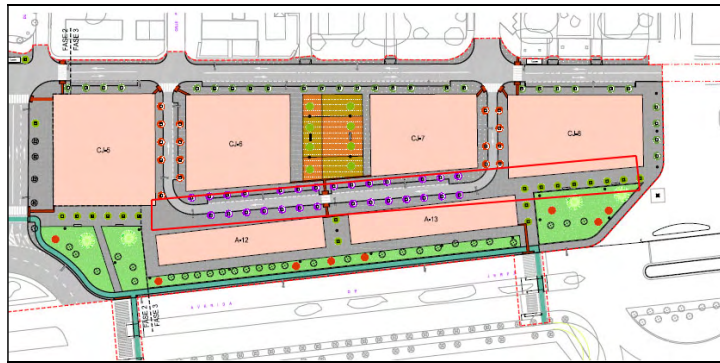 FASE 2
FASE 3
CJ-5
CJ-6
CJ-7
CJ-8
A-12
A-13
FASE 2
FASE 3
AVENIDA
DE